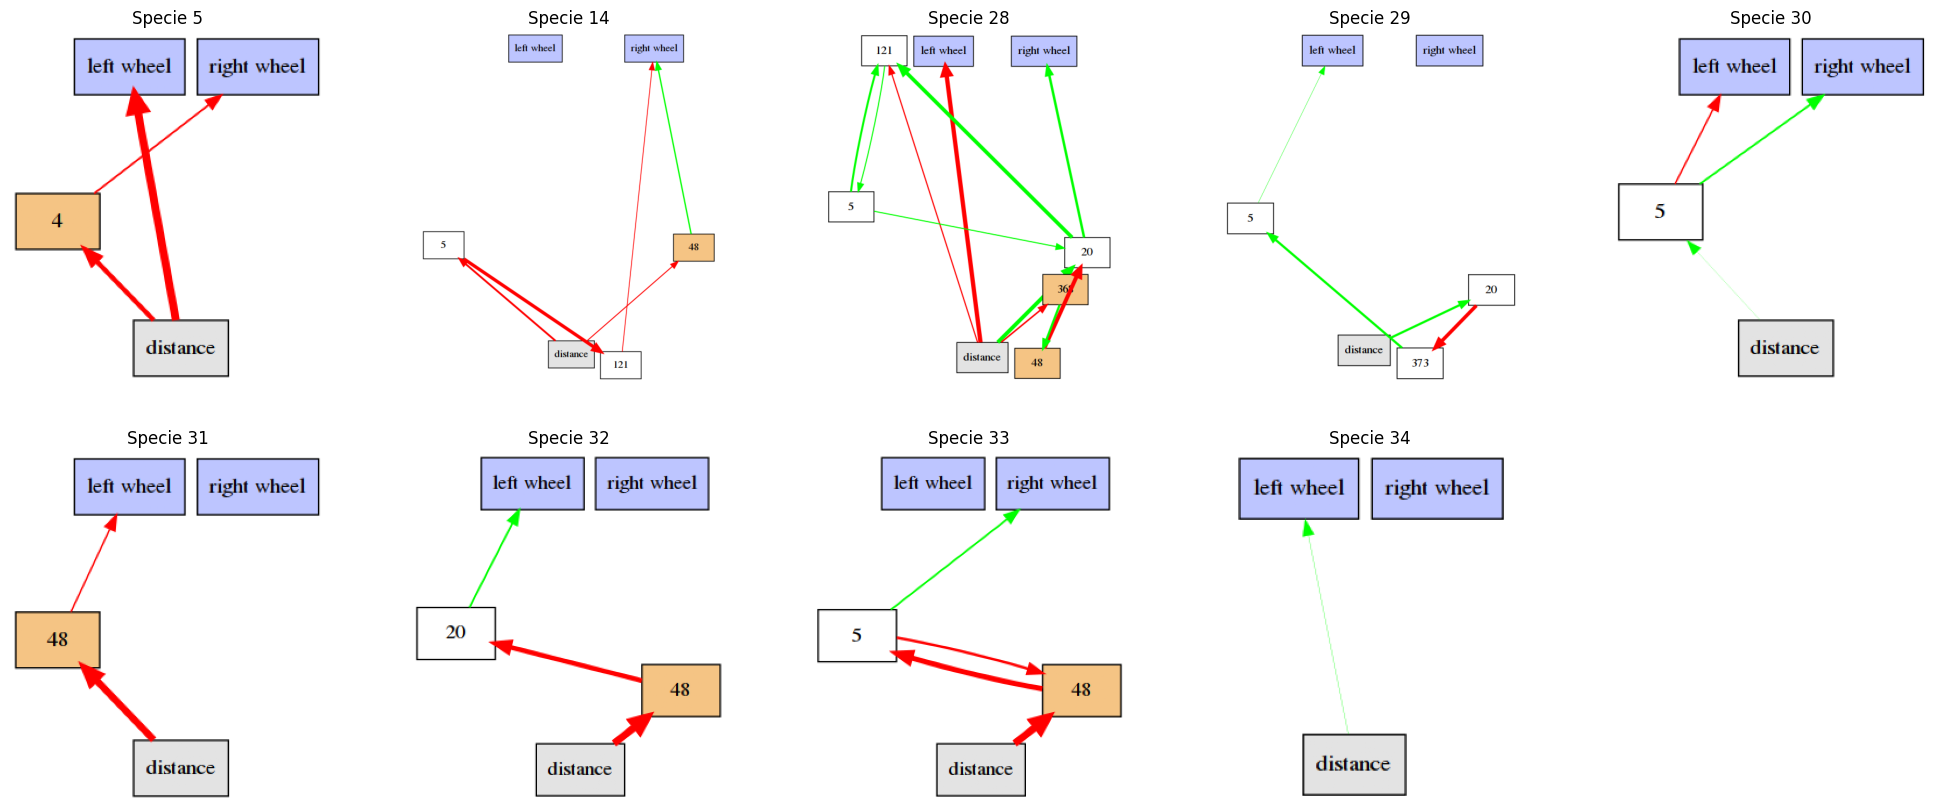 Specie 5
left wheel
right wheel
4
distance
Specie 14
left wheel
right wheel
5
48
distance
121
Specie 28
121
left wheel
right wheel
5
20
distance
48
Specie 29
left wheel
right wheel
5
20
distance
373
Specie 30
left wheel
right wheel
5
distance
Specie 31
left wheel
right wheel
48
distance
Specie 32
left wheel
right wheel
20
48
distance
Specie 33
left wheel
right wheel
5
48
distance
Specie 34
left wheel
right wheel
distance